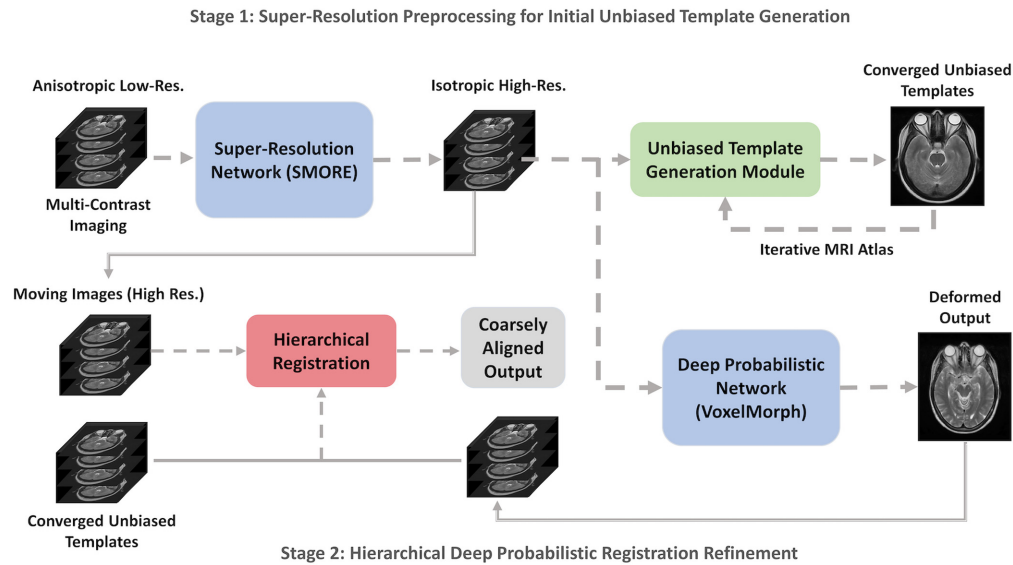 Stage 1: Super-Resolution Preprocessing for Initial Unbiased Template Generation
Anisotropic Low-Res.
Multi-Contrast
Imaging
Super-Resolution
Network (SMORE)
Isotropic High-Res.
Unbiased Template
Generation Module
Converged Unbiased
Templates
Iterative MRI Atlas
Moving Images (High Res.)
Hierarchical
Registration
Coarsely
Aligned
Output
Deep Probabilistic
Network
(VoxelMorph)
Deformed
Output
Converged Unbiased
Templates
Stage 2: Hierarchical Deep Probabilistic Registration Refinement